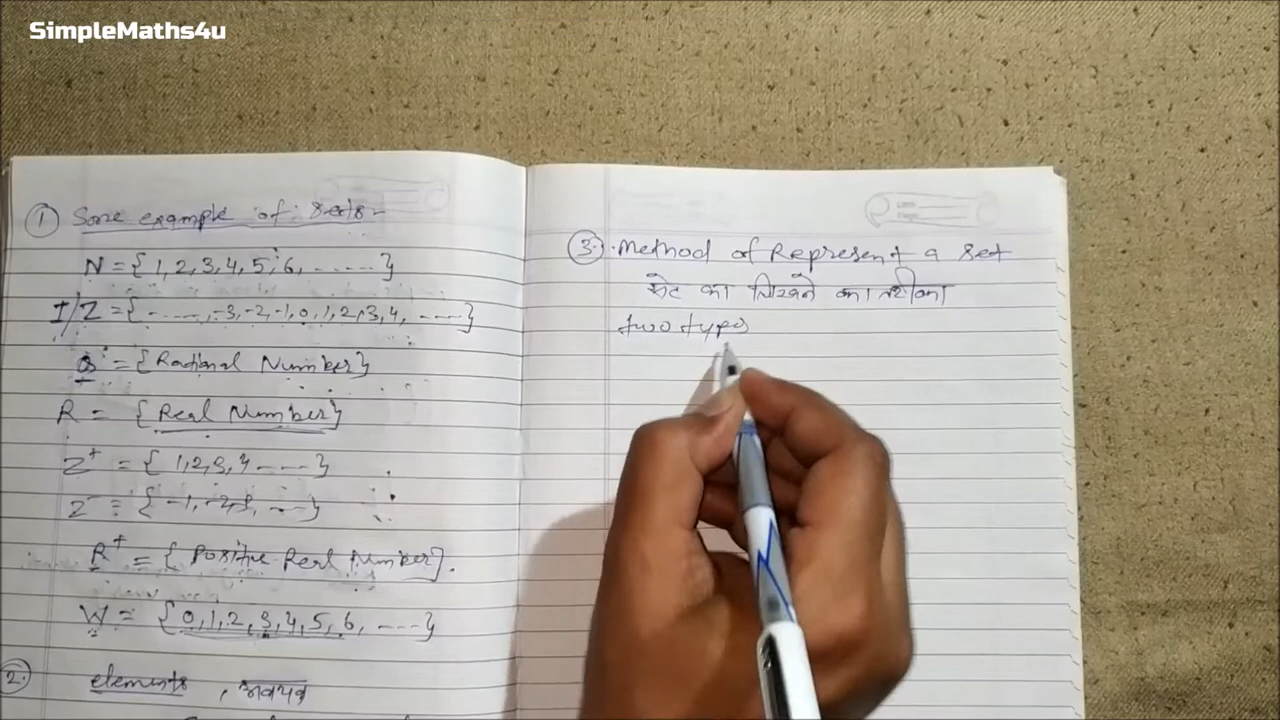 SimpleMaths4u
① Some example of sets-
N = { 1, 2, 3, 4, 5, 6, ...... }
I/Z = { ------, -3, -2, -1, 0, 1, 2, 3, 4, ------ }
Q = {Rational Number}
R = {Real Number}
Z⁺ = { 1, 2, 3, 4 ------ }
Z⁻ = { -1, -2, -3, ---- }
R⁺ = { Positive Real Number}.
W = { 0, 1, 2, 3, 4, 5, 6, ---- }
2. elements, अवयव
3. Method of Represent a set
सेट का लिखने का तरीका
two types